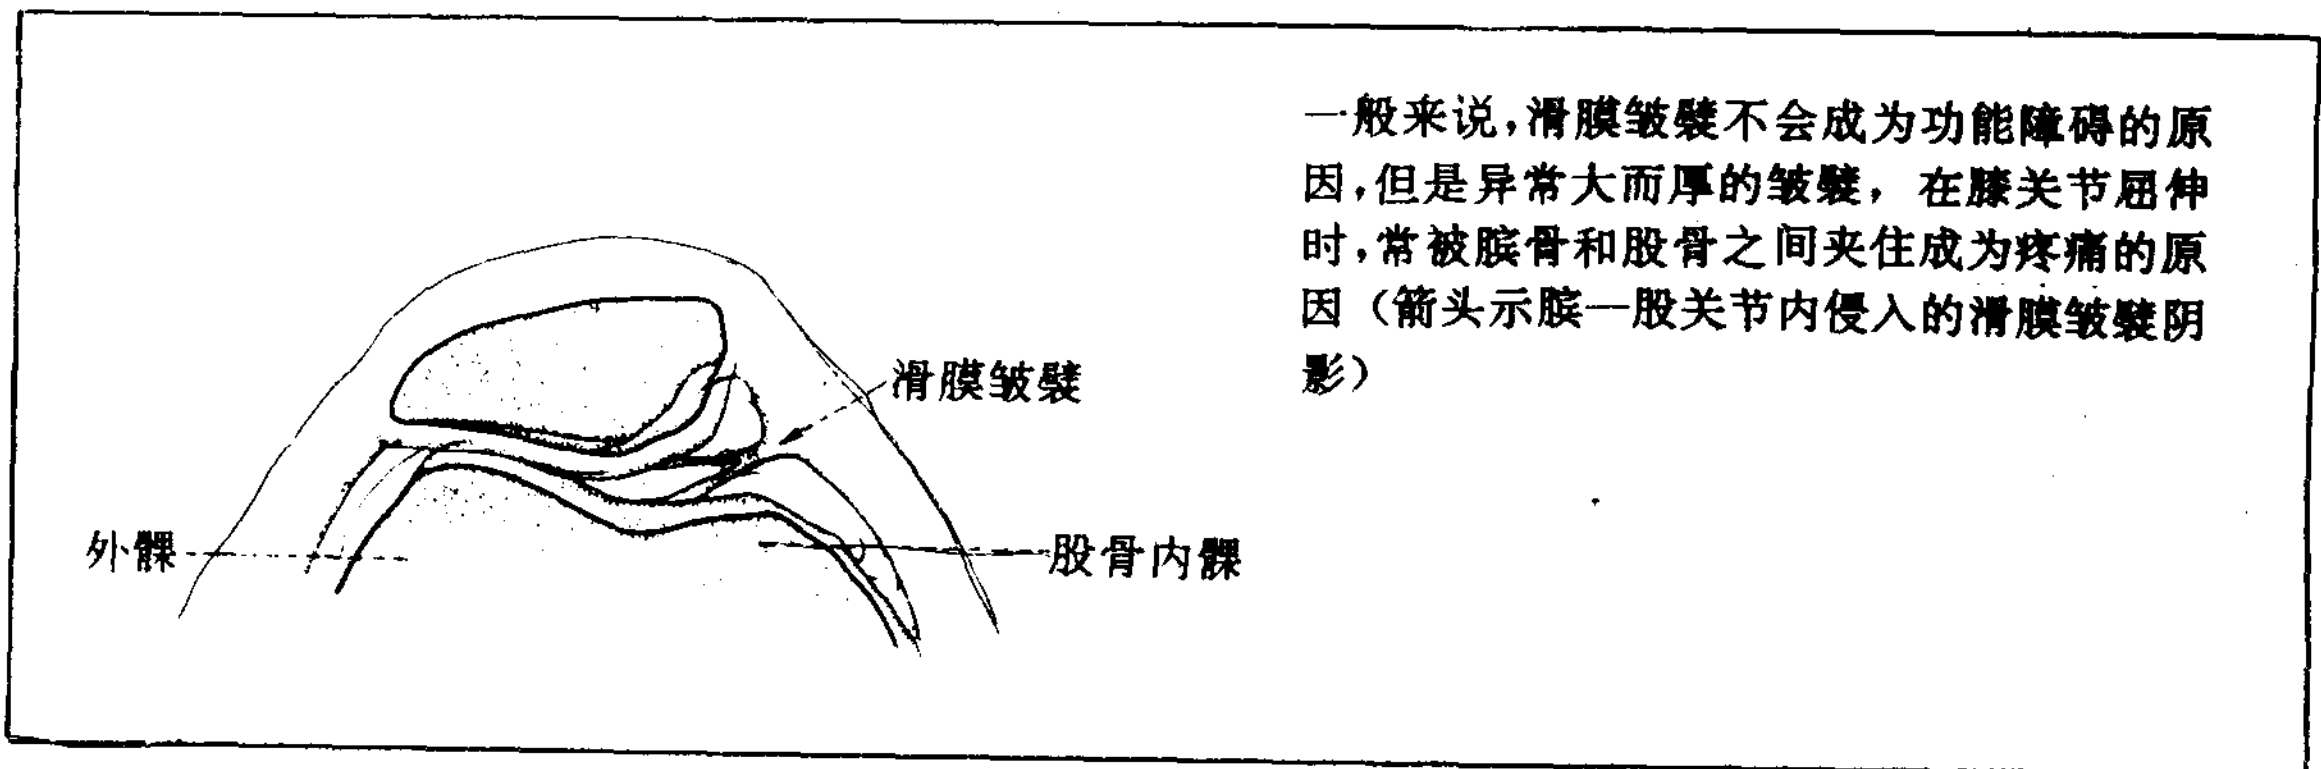 一般来说,滑膜皱襞不会成为功能障碍的原
因,但是异常大而厚的皱襞,在膝关节屈伸
时,常被膑骨和股骨之间夹住成为疼痛的原
因(箭头示膑—股关节内侵入的滑膜皱襞阴
影)
滑膜皱襞
外髁
股骨内髁